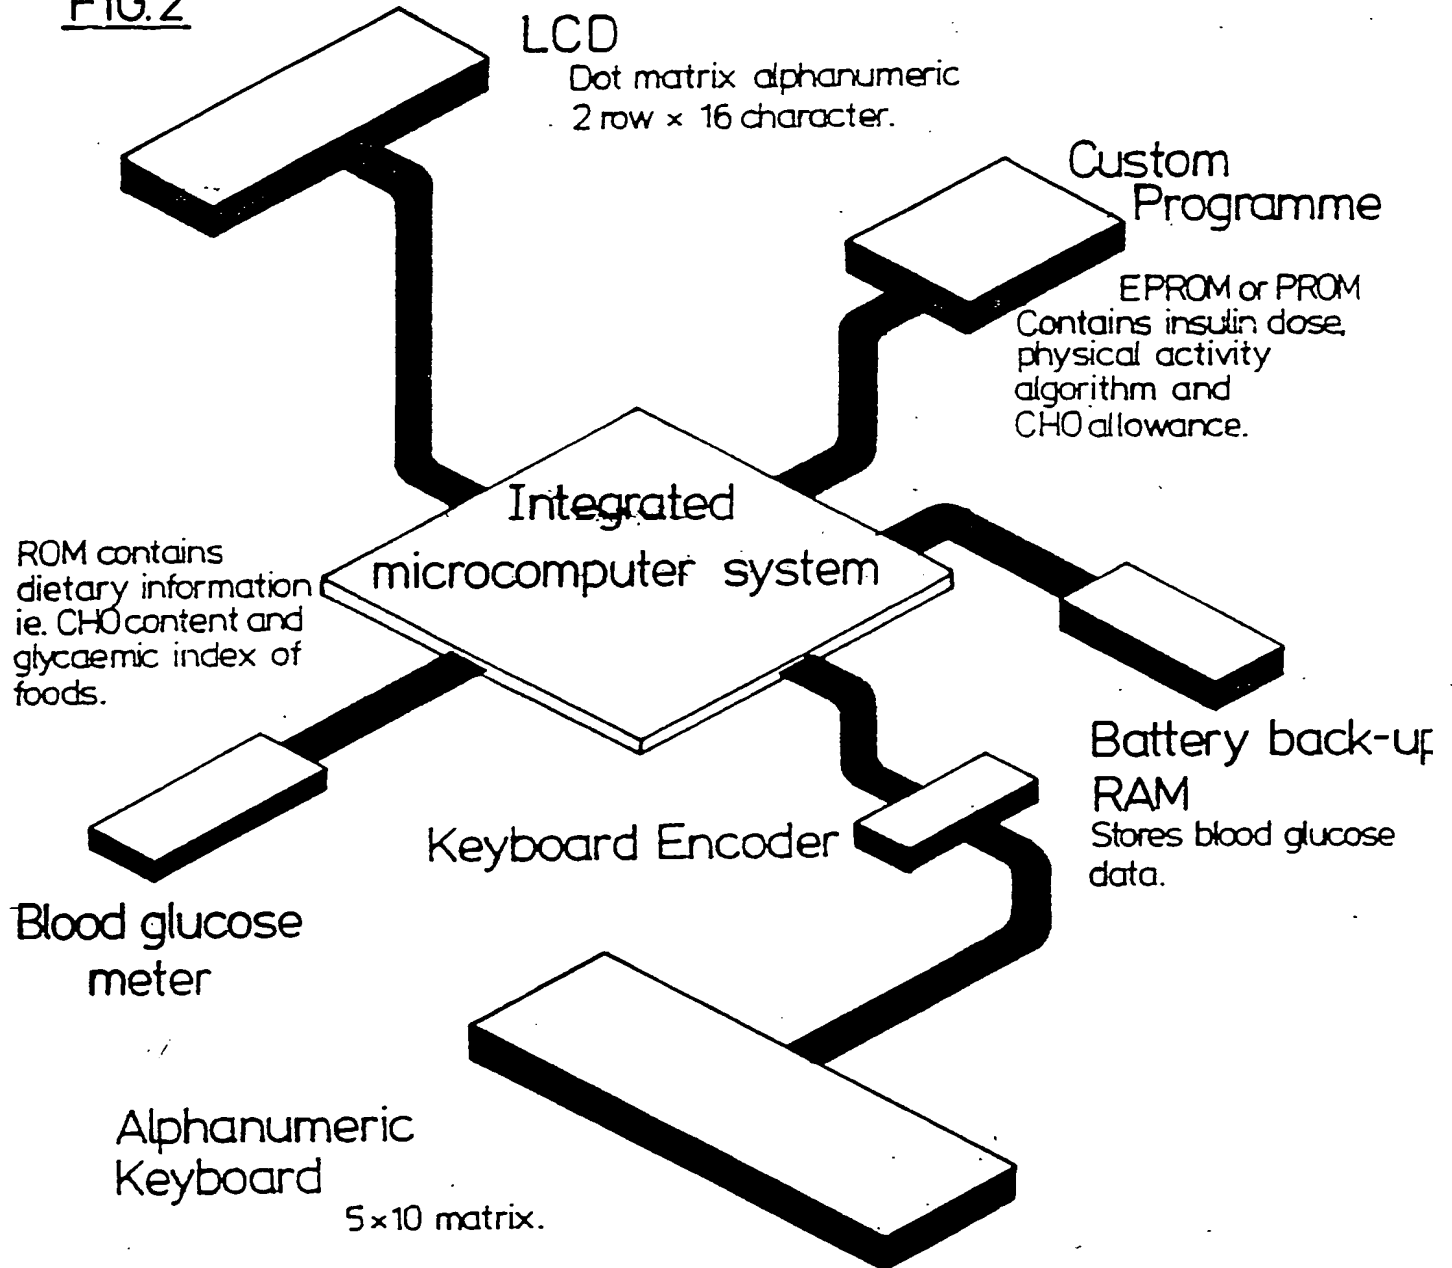 FIG.2
LCD
Dot matrix alphanumeric
2 row × 16 character.
Custom
Programme
EPROM or PROM
Contains insulin dose,
physical activity
algorithm and
CHO allowance.
Integrated
microcomputer system
ROM contains
dietary information
ie. CHO content and
glycaemic index of
foods.
Battery back-up
RAM
Stores blood glucose
data.
Keyboard Encoder
Blood glucose
meter
Alphanumeric
Keyboard
5×10 matrix.